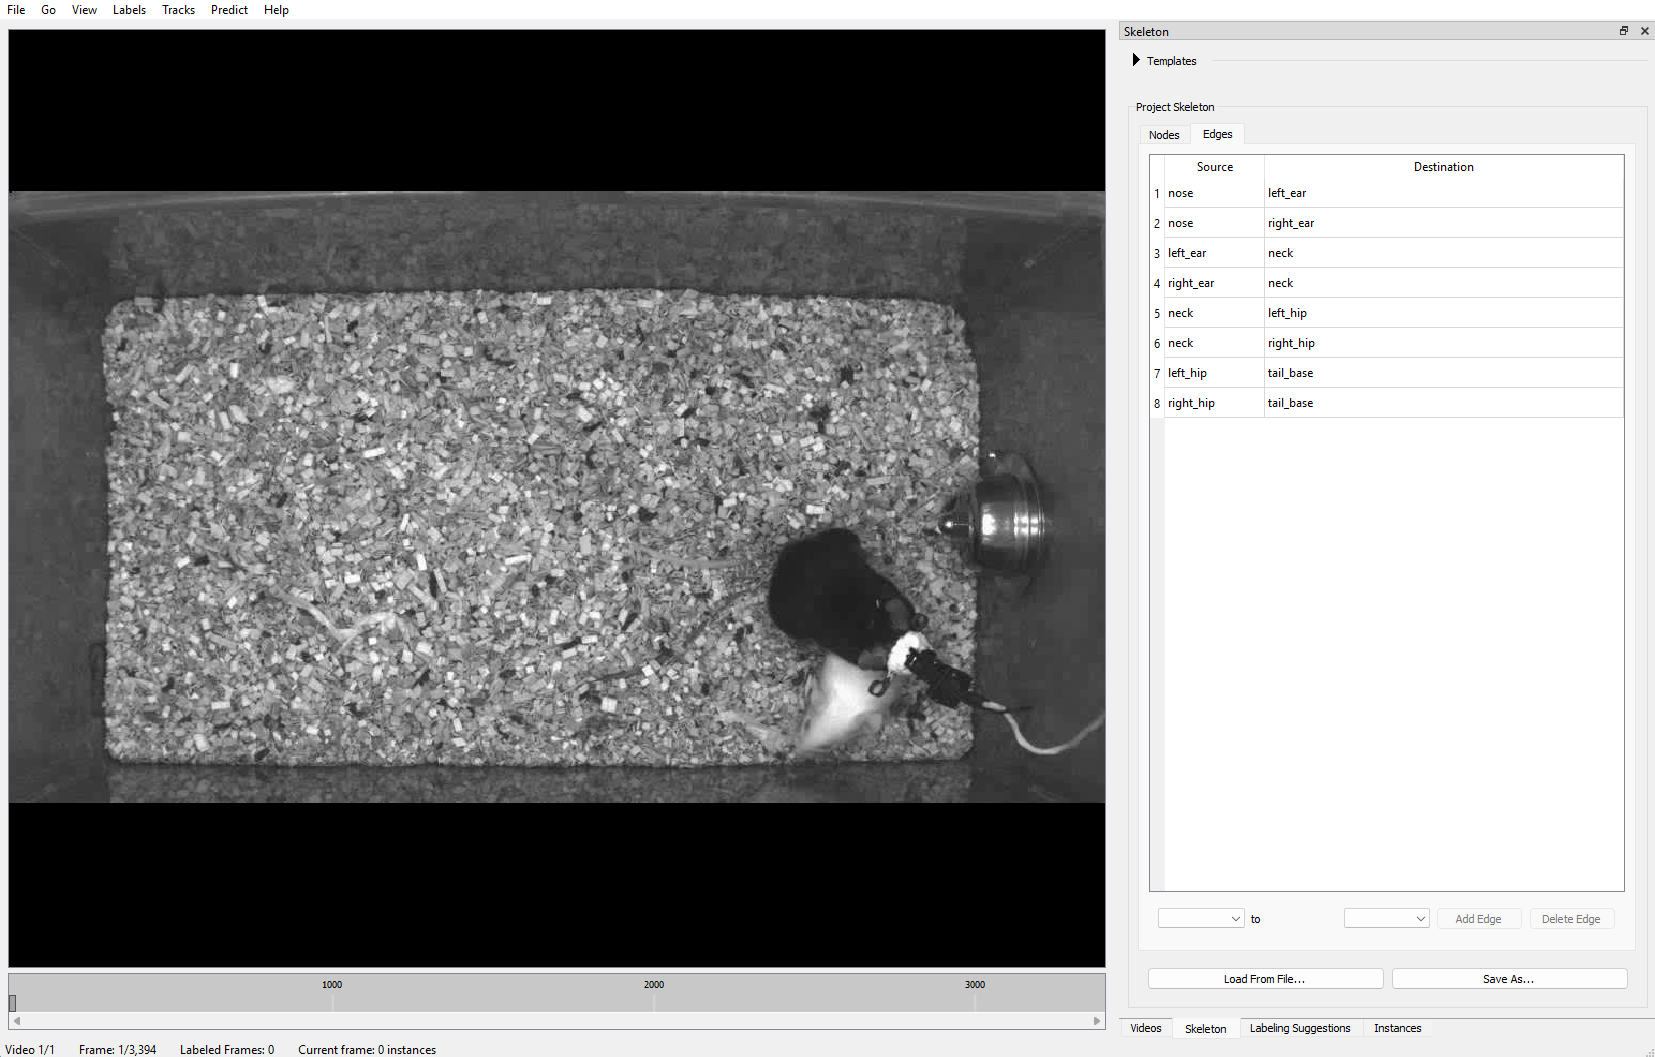 File Go View Labels Tracks Predict Help
Skeleton
Templates
Project Skeleton
Nodes Edges
Source Destination
1 nose left_ear
2 nose right_ear
3 left_ear neck
4 right_ear neck
5 neck left_hip
6 neck right_hip
7 left_hip tail_base
8 right_hip tail_base
to Add Edge Delete Edge
Load From File... Save As...
1000 2000 3000
Videos Skeleton Labeling Suggestions Instances
Video 1/1 Frame: 1/3,394 Labeled Frames: 0 Current frame: 0 instances